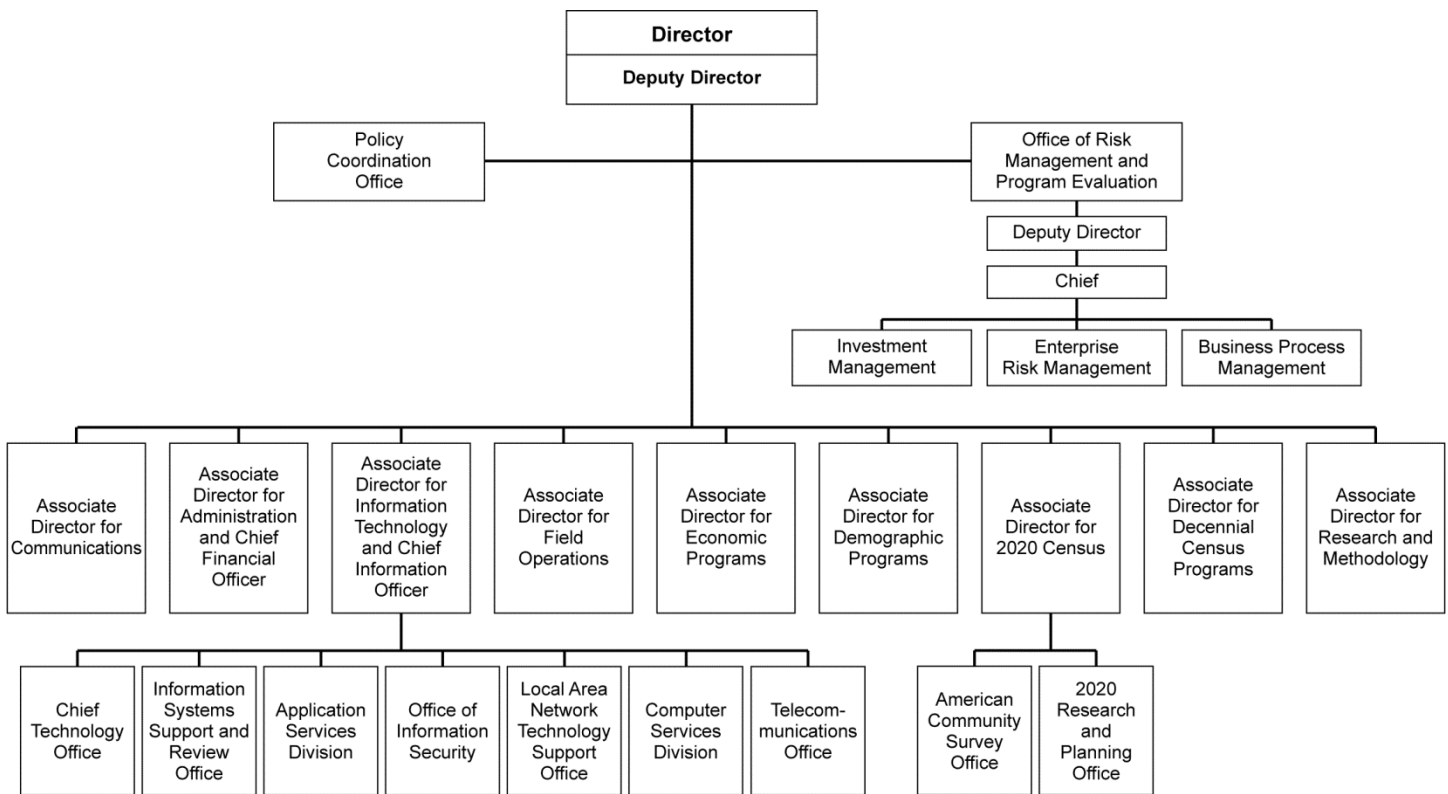 Director
Deputy Director
Policy
Coordination
Office
Office of Risk
Management and
Program Evaluation
Deputy Director
Chief
Investment
Management
Enterprise
Risk Management
Business Process
Management
Associate
Director for
Communications
Associate
Director for
Administration
and Chief
Financial
Officer
Associate
Director for
Information
Technology
and Chief
Information
Officer
Associate
Director for
Field
Operations
Associate
Director for
Economic
Programs
Associate
Director for
Demographic
Programs
Associate
Director for
2020 Census
Associate
Director for
Decennial
Census
Programs
Associate
Director for
Research and
Methodology
Chief
Technology
Office
Information
Systems
Support and
Review
Office
Application
Services
Division
Office of
Information
Security
Local Area
Network
Technology
Support
Office
Computer
Services
Division
Telecom-
munications
Office
American
Community
Survey
Office
2020
Research
and
Planning
Office